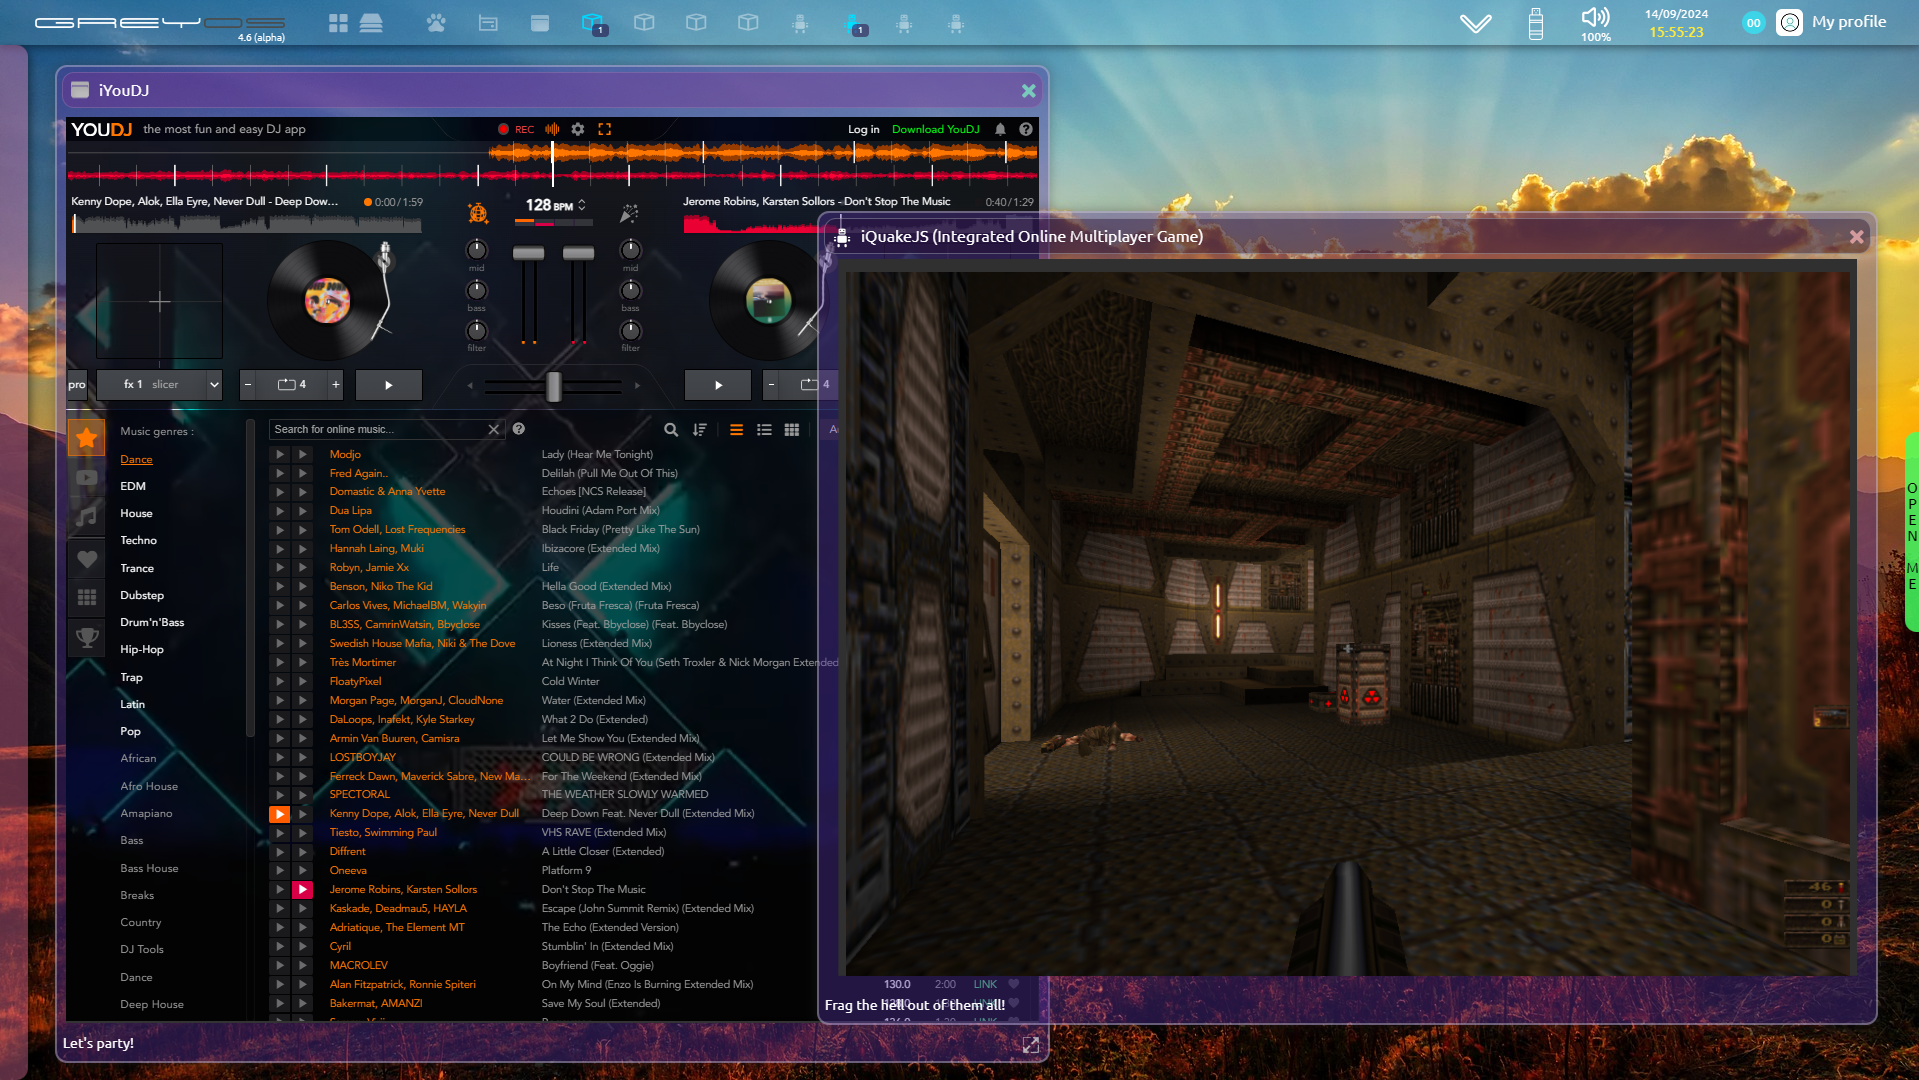 GREYOS
4.6 (alpha)
1
1
100%
14/09/2024
15:55:23
00
My profile
iYouDJ
YOUDJ the most fun and easy DJ app
REC
Log in
Download YouDJ
Kenny Dope, Alok, Ella Eyre, Never Dull - Deep Dow...
0:00 / 1:59
128 BPM
Jerome Robins, Karsten Sollors - Don't Stop The Music
0:40 / 1:29
mid
bass
filter
mid
bass
filter
pro
fx 1 slicer
- 4 +
- 4
Music genres :
Dance
EDM
House
Techno
Trance
Dubstep
Drum'n'Bass
Hip-Hop
Trap
Latin
Pop
African
Afro House
Amapiano
Bass
Bass House
Breaks
Country
DJ Tools
Dance
Deep House
Search for online music...
Modjo Lady (Hear Me Tonight)
Fred Again.. Delilah (Pull Me Out Of This)
Domastic & Anna Yvette Echoes [NCS Release]
Dua Lipa Houdini (Adam Port Mix)
Tom Odell, Lost Frequencies Black Friday (Pretty Like The Sun)
Hannah Laing, Muki Ibizacore (Extended Mix)
Robyn, Jamie Xx Life
Benson, Niko The Kid Hella Good (Extended Mix)
Carlos Vives, MichaelBM, Wakyin Beso (Fruta Fresca) (Fruta Fresca)
BL3SS, CamrinWatsin, Bbyclose Kisses (Feat. Bbyclose) (Feat. Bbyclose)
Swedish House Mafia, Niki & The Dove Lioness (Extended Mix)
Très Mortimer At Night I Think Of You (Seth Troxler & Nick Morgan Extended
FloatyPixel Cold Winter
Morgan Page, MorganJ, CloudNone Water (Extended Mix)
DaLoops, Inafekt, Kyle Starkey What 2 Do (Extended)
Armin Van Buuren, Camisra Let Me Show You (Extended Mix)
LOSTBOYJAY COULD BE WRONG (Extended Mix)
Ferreck Dawn, Maverick Sabre, New Ma... For The Weekend (Extended Mix)
SPECTORAL THE WEATHER SLOWLY WARMED
Kenny Dope, Alok, Ella Eyre, Never Dull Deep Down Feat. Never Dull (Extended Mix)
Tiesto, Swimming Paul VHS RAVE (Extended Mix)
Diffrent A Little Closer (Extended)
Oneeva Platform 9
Jerome Robins, Karsten Sollors Don't Stop The Music
Kaskade, Deadmau5, HAYLA Escape (John Summit Remix) (Extended Mix)
Adriatique, The Element MT The Echo (Extended Version)
Cyril Stumblin' In (Extended Mix)
MACROLEV Boyfriend (Feat. Oggie)
Alan Fitzpatrick, Ronnie Spiteri On My Mind (Enzo Is Burning Extended Mix) 130.0 2:00 LINK
Bakermat, AMANZI Save My Soul (Extended)
Let's party!
iQuakeJS (Integrated Online Multiplayer Game)
46
0
0
0
Frag the hell out of them all!
OPEN ME